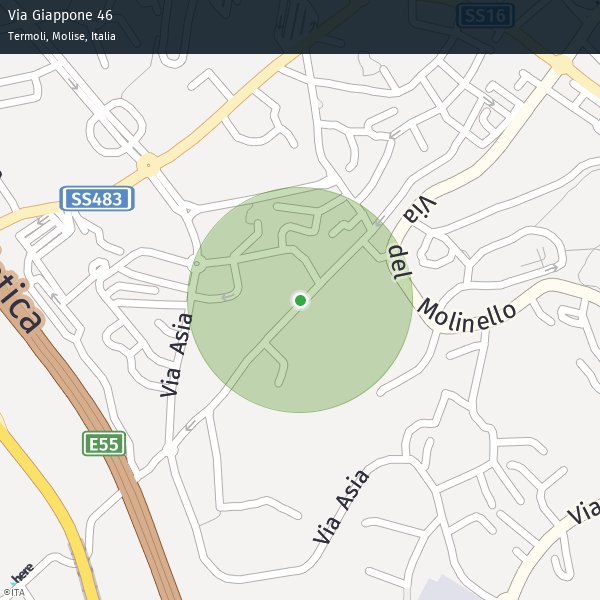 Via Giappone 46
Termoli, Molise, Italia
SS16
SS483
Via
del
Molinello
tica
Via Asia
E55
Via Asia
Via
here
©ITA